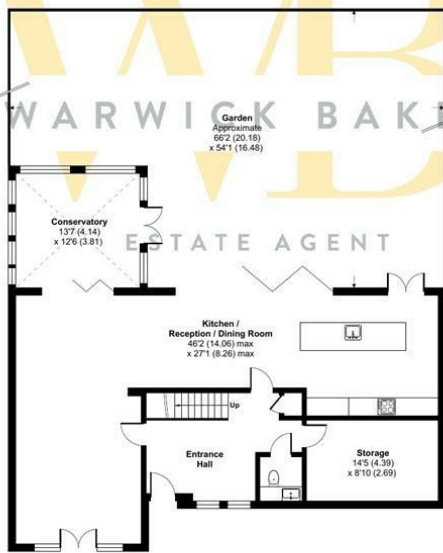 WB
WARWICK BAK
ESTATE AGENT
Garden
Approximate
66'2 (20.18)
x 54'1 (16.48)
Conservatory
13'7 (4.14)
x 12'6 (3.81)
Kitchen /
Reception / Dining Room
46'2 (14.06) max
x 27'1 (8.26) max
Up
Entrance
Hall
Storage
14'5 (4.39)
x 8'10 (2.69)